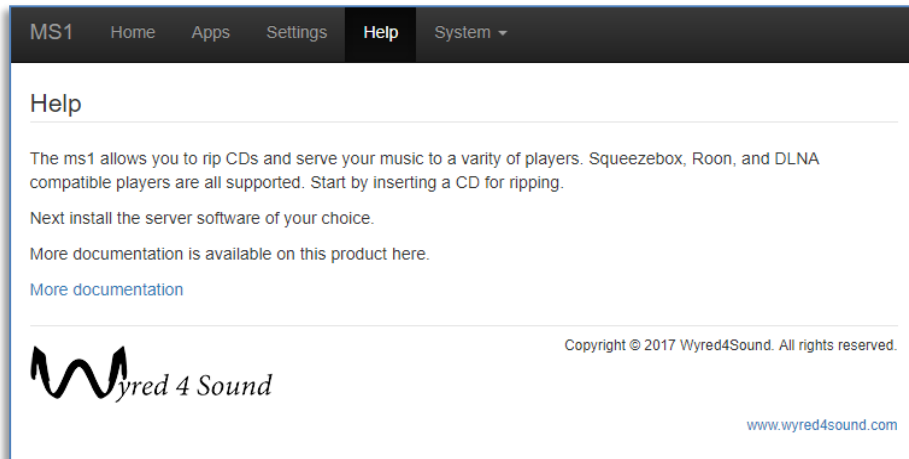 MS1 Home Apps Settings Help System
Help
The ms1 allows you to rip CDs and serve your music to a varity of players. Squeezebox, Roon, and DLNA
compatible players are all supported. Start by inserting a CD for ripping.
Next install the server software of your choice.
More documentation is available on this product here.
More documentation
Copyright © 2017 Wyred4Sound. All rights reserved.
Wyred 4 Sound
www.wyred4sound.com